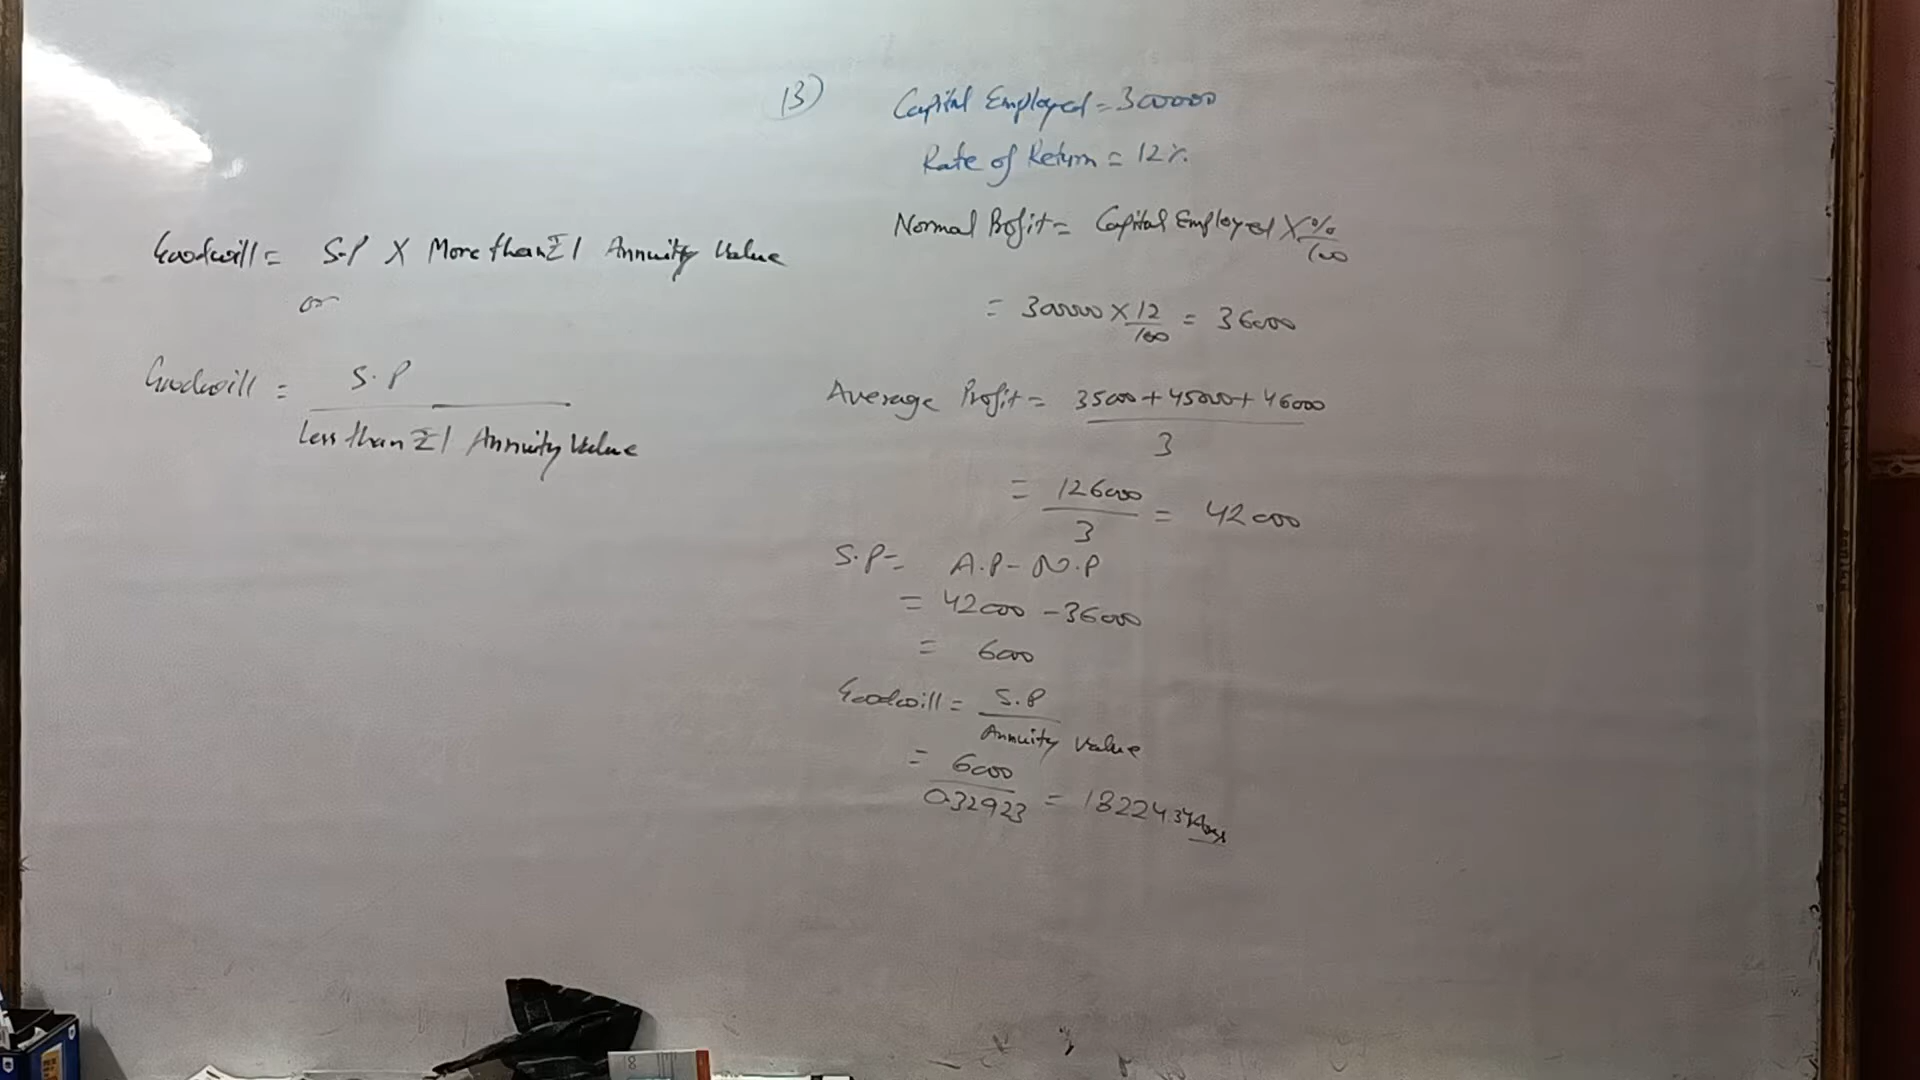 Goodwill = S.P X More than ₹1 Annuity Value
or
Goodwill = S.P
Less than ₹1 Annuity Value
13)
Capital Employed = 300000
Rate of Return = 12%
Normal Profit = Capital Employed X %/100
= 300000 X 12/100 = 36000
Average Profit = 35000 + 45000 + 46000
3
= 126000/3 = 42000
S.P = A.P - N.P
= 42000 - 36000
= 6000
Goodwill = S.P
Annuity Value
= 6000/0.32923 = 18224.34